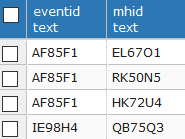 eventid mhid
text text
AF85F1 EL67O1
AF85F1 RK50N5
AF85F1 HK72U4
IE98H4 QB75Q3